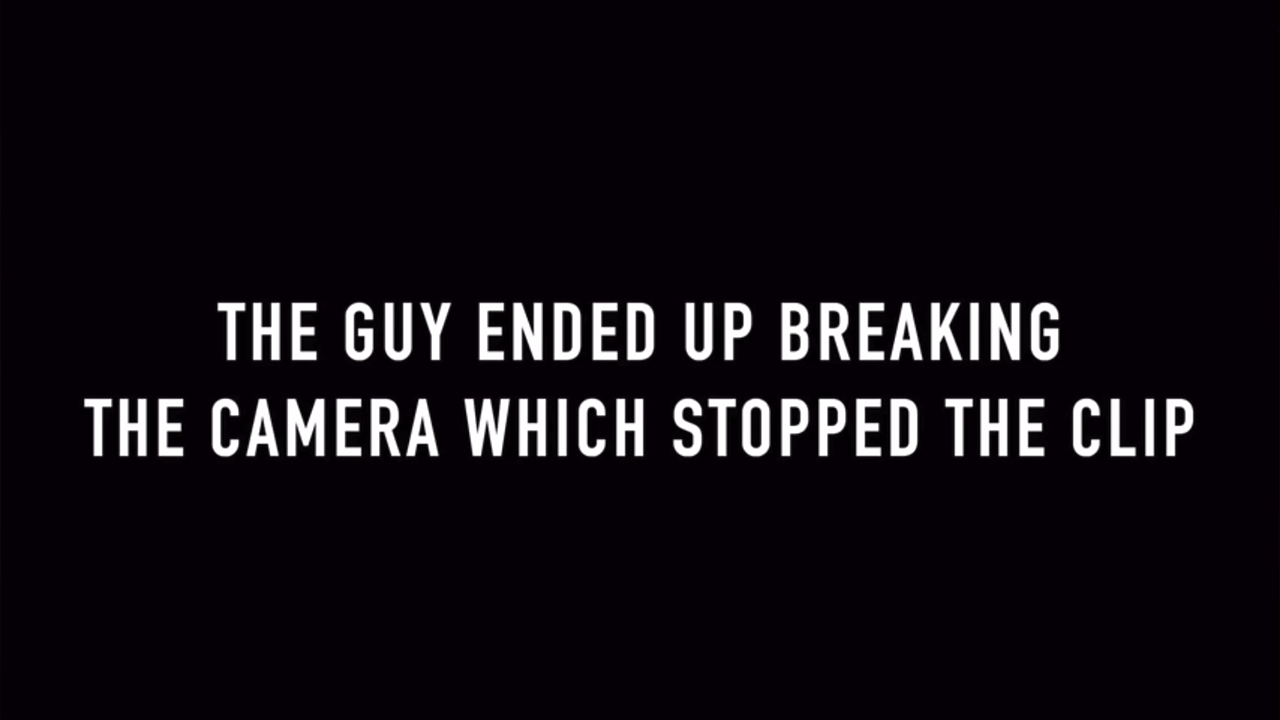 THE GUY ENDED UP BREAKING
THE CAMERA WHICH STOPPED THE CLIP